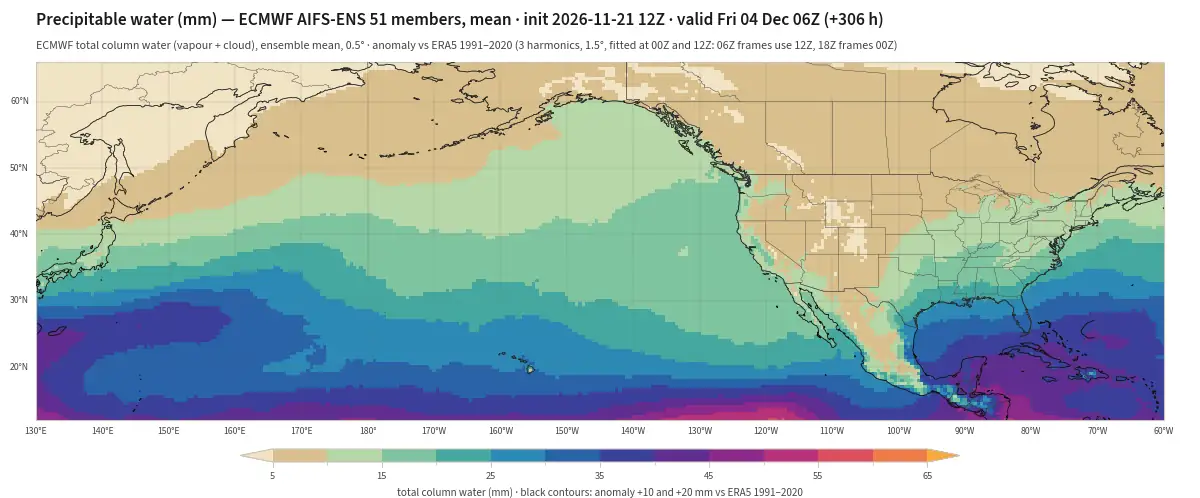 Precipitable water (mm) — ECMWF AIFS-ENS 51 members, mean · init 2026-11-21 12Z · valid Fri 04 Dec 06Z (+306 h)
ECMWF total column water (vapour + cloud), ensemble mean, 0.5° · anomaly vs ERA5 1991–2020 (3 harmonics, 1.5°, fitted at 00Z and 12Z: 06Z frames use 12Z, 18Z frames 00Z)
60°N
50°N
40°N
30°N
20°N
130°E 140°E 150°E 160°E 170°E 180° 170°W 160°W 150°W 140°W 130°W 120°W 110°W 100°W 90°W 80°W 70°W 60°W
5 15 25 35 45 55 65
total column water (mm) · black contours: anomaly +10 and +20 mm vs ERA5 1991–2020